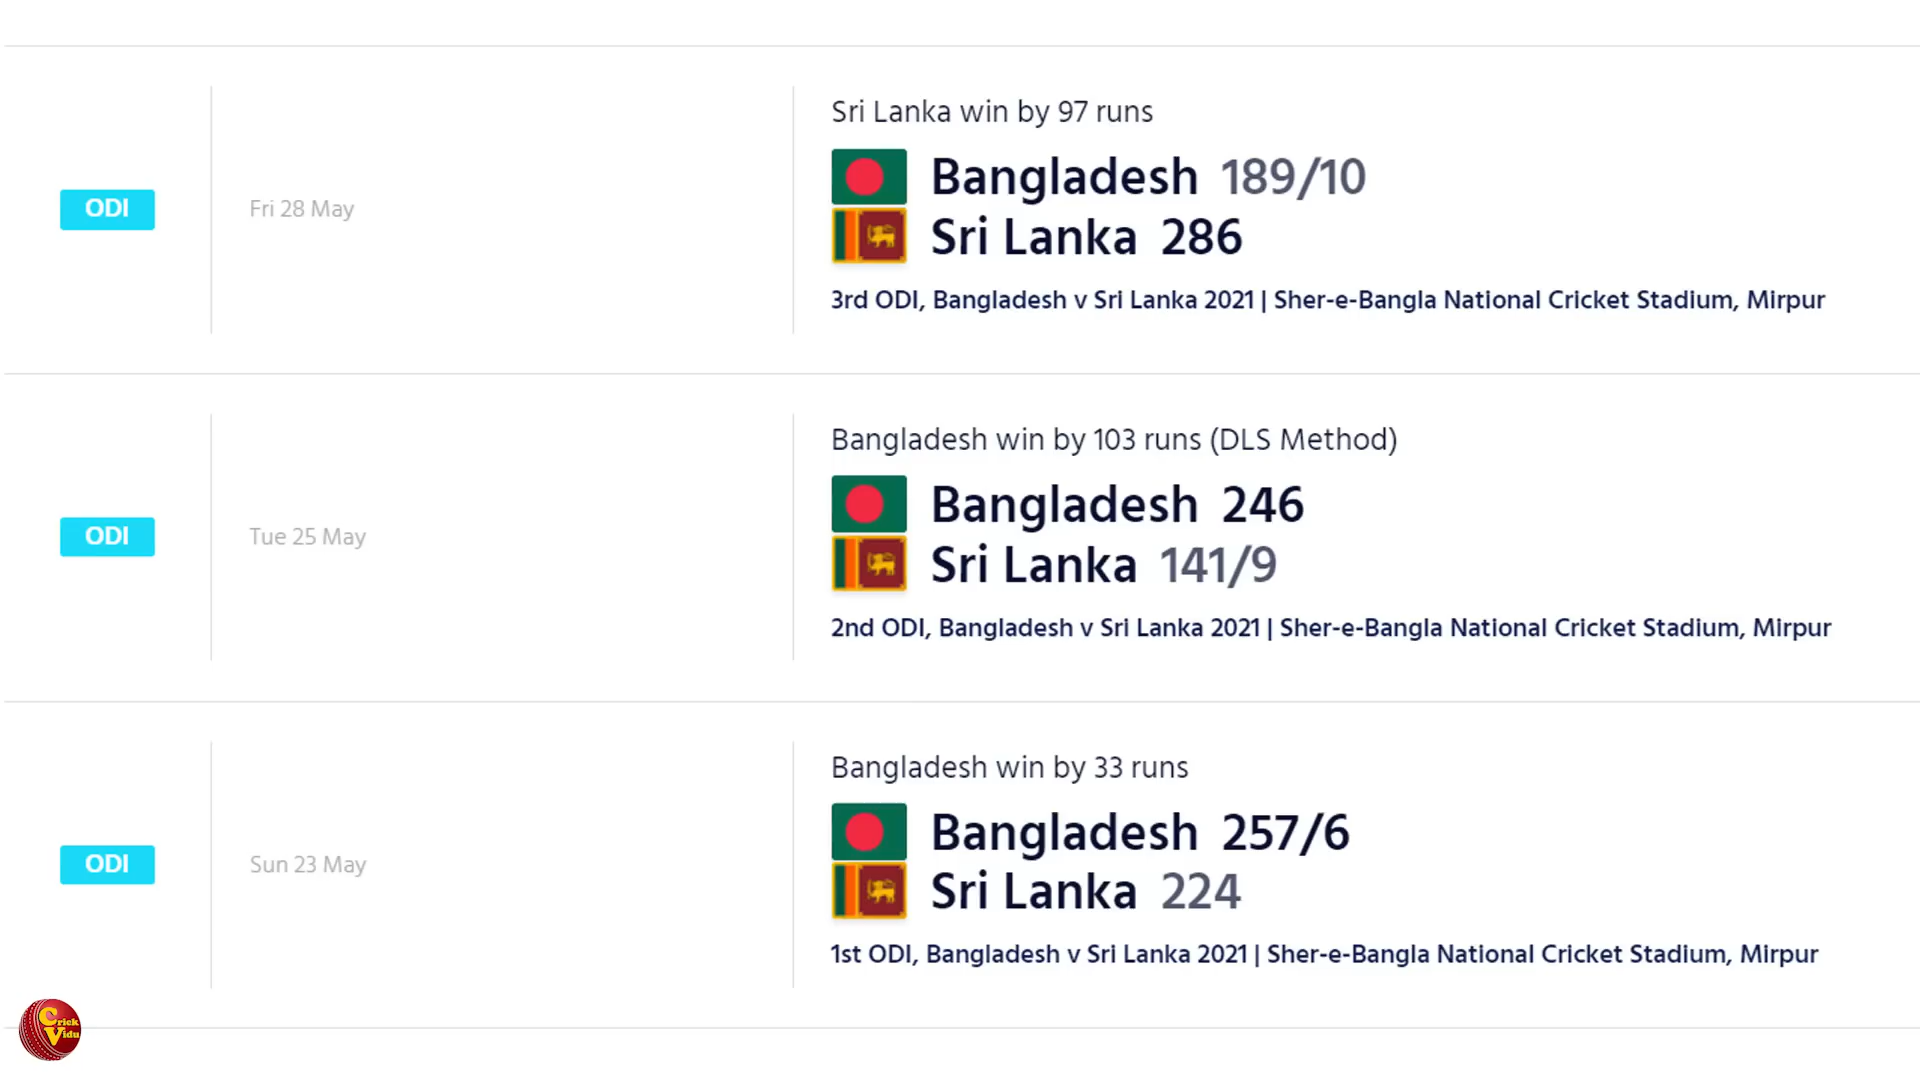 Sri Lanka win by 97 runs
ODI
Fri 28 May
Bangladesh 189/10
Sri Lanka 286
3rd ODI, Bangladesh v Sri Lanka 2021 | Sher-e-Bangla National Cricket Stadium, Mirpur
Bangladesh win by 103 runs (DLS Method)
ODI
Tue 25 May
Bangladesh 246
Sri Lanka 141/9
2nd ODI, Bangladesh v Sri Lanka 2021 | Sher-e-Bangla National Cricket Stadium, Mirpur
Bangladesh win by 33 runs
ODI
Sun 23 May
Bangladesh 257/6
Sri Lanka 224
1st ODI, Bangladesh v Sri Lanka 2021 | Sher-e-Bangla National Cricket Stadium, Mirpur
Crick
Vidu